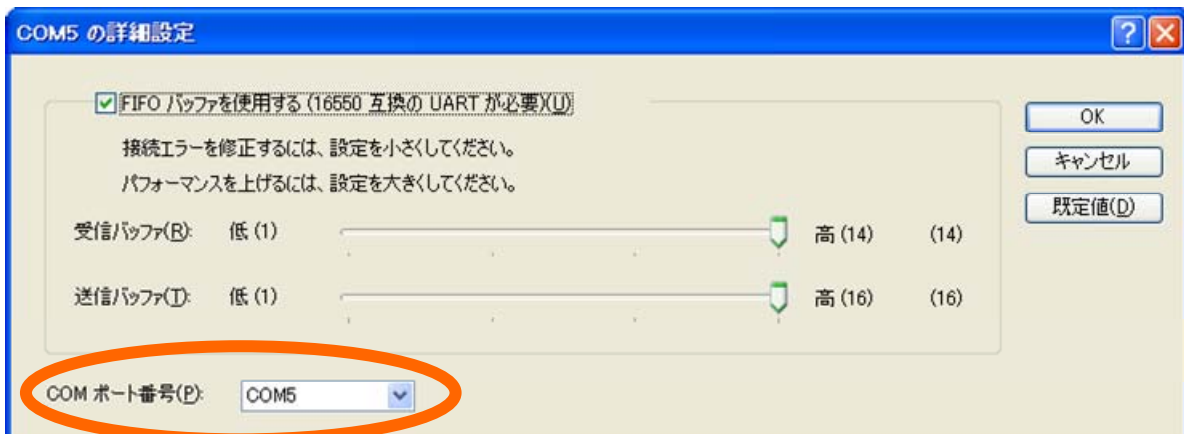 COM5 の詳細設定
FIFO バッファを使用する (16550 互換の UART が必要)(U)
接続エラーを修正するには、設定を小さくしてください。
パフォーマンスを上げるには、設定を大きくしてください。
受信バッファ(R): 低 (1) 高 (14) (14)
送信バッファ(T): 低 (1) 高 (16) (16)
COM ポート番号(P): COM5
OK
キャンセル
既定値(D)